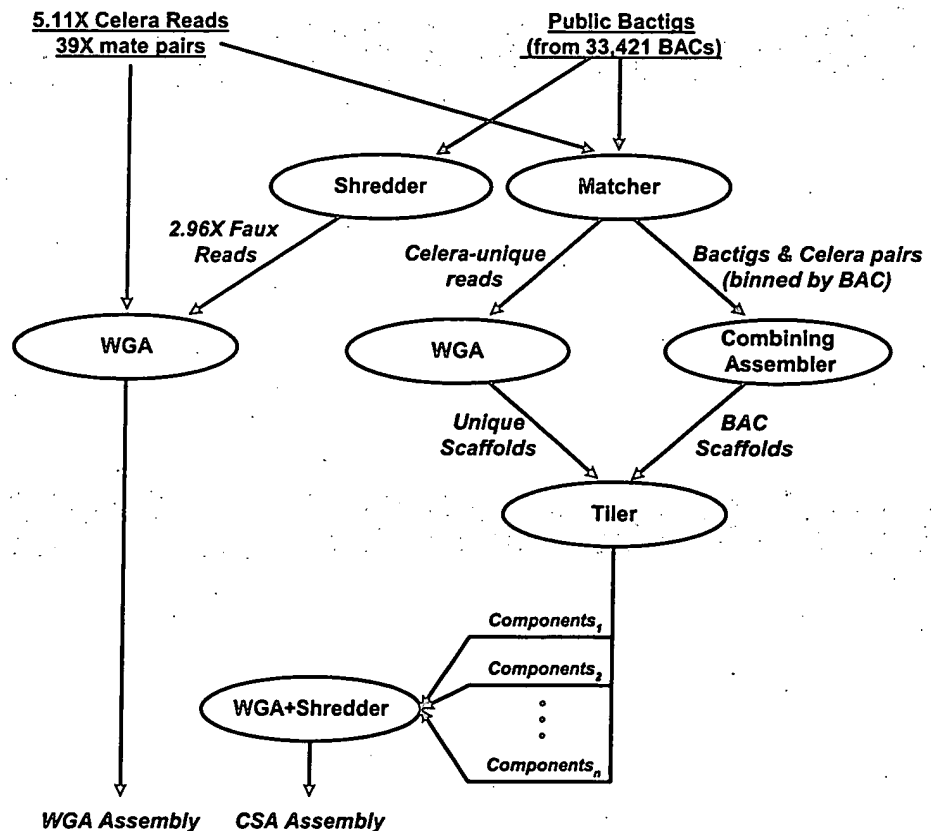 5.11X Celera Reads
39X mate pairs
Public Bactigs
(from 33,421 BACs)
Shredder
Matcher
2.96X Faux
Reads
Celera-unique
reads
Bactigs & Celera pairs
(binned by BAC)
WGA
WGA
Combining
Assembler
Unique
Scaffolds
BAC
Scaffolds
Tiler
Components1
Components2
WGA+Shredder
Componentsn
WGA Assembly
CSA Assembly